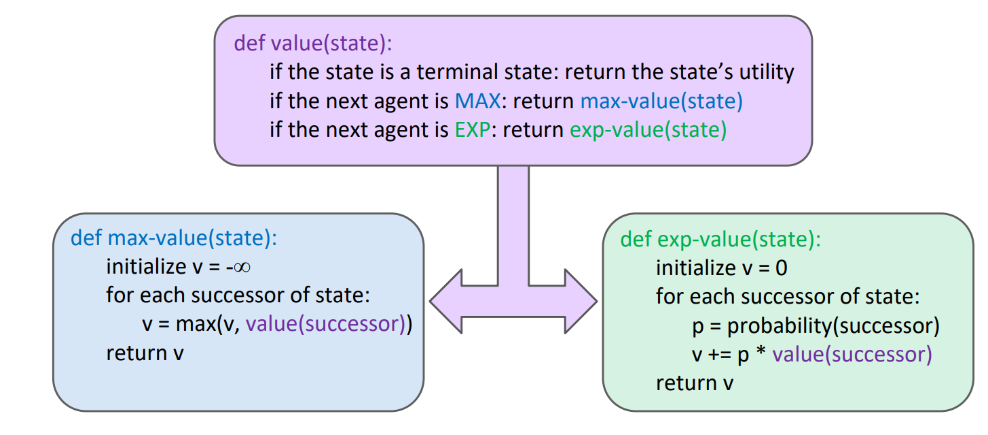 def value(state):
if the state is a terminal state: return the state’s utility
if the next agent is MAX: return max-value(state)
if the next agent is EXP: return exp-value(state)
def max-value(state):
initialize v = -∞
for each successor of state:
v = max(v, value(successor))
return v
def exp-value(state):
initialize v = 0
for each successor of state:
p = probability(successor)
v += p * value(successor)
return v